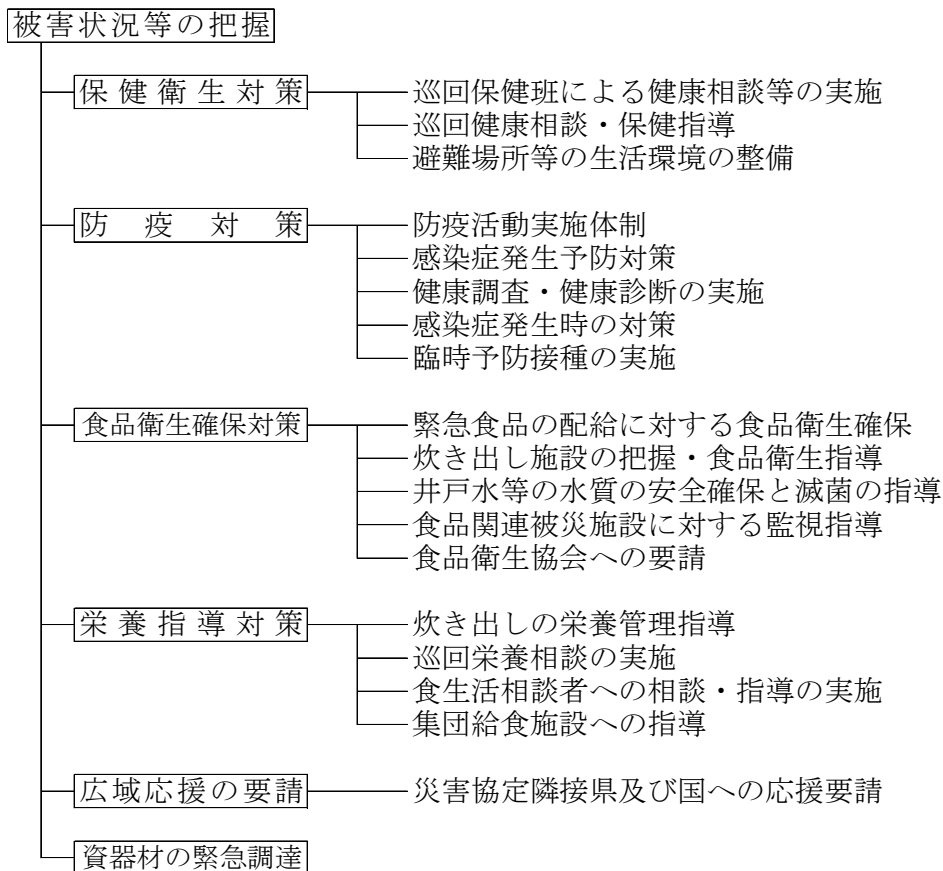 被害状況等の把握
保健衛生対策
巡回保健班による健康相談等の実施
巡回健康相談・保健指導
避難場所等の生活環境の整備
防疫対策
防疫活動実施体制
感染症発生予防対策
健康調査・健康診断の実施
感染症発生時の対策
臨時予防接種の実施
食品衛生確保対策
緊急食品の配給に対する食品衛生確保
炊き出し施設の把握・食品衛生指導
井戸水等の水質の安全確保と滅菌の指導
食品関連被災施設に対する監視指導
食品衛生協会への要請
栄養指導対策
炊き出しの栄養管理指導
巡回栄養相談の実施
食生活相談者への相談・指導の実施
集団給食施設への指導
広域応援の要請
災害協定隣接県及び国への応援要請
資器材の緊急調達